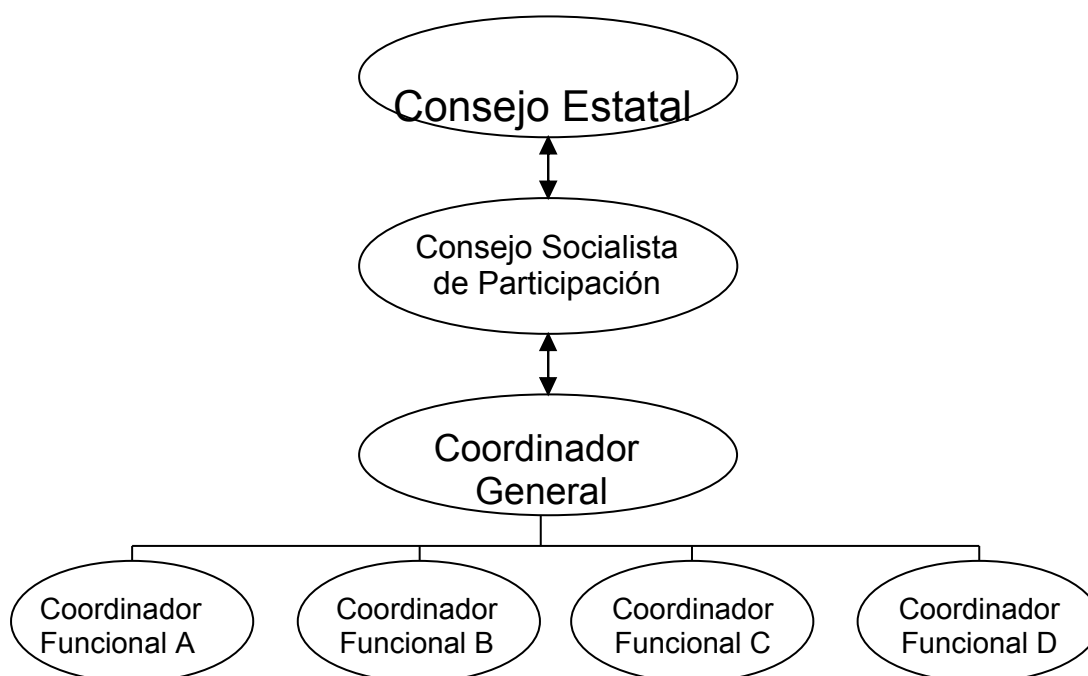 Consejo Estatal
Consejo Socialista
de Participación
Coordinador
General
Coordinador
Funcional A
Coordinador
Funcional B
Coordinador
Funcional C
Coordinador
Funcional D